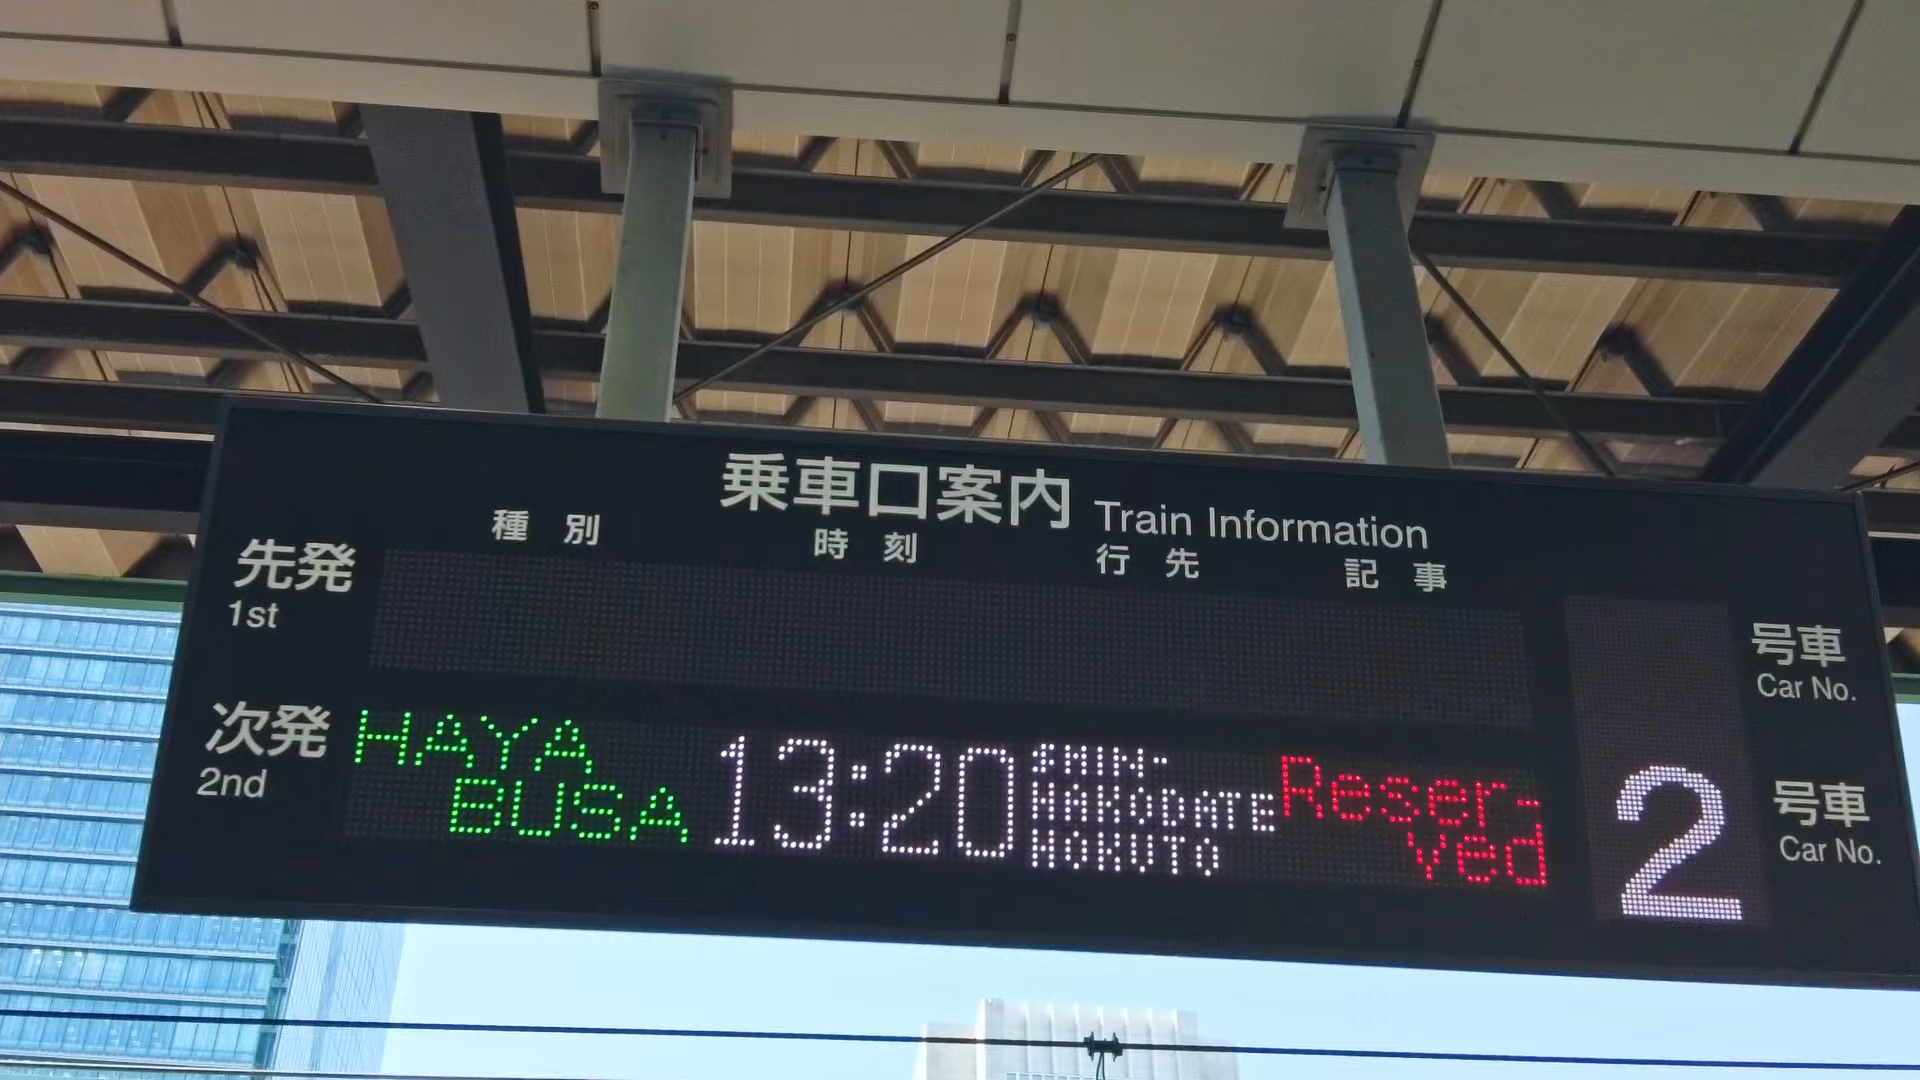 乗車口案内 Train Information
種別 時刻 行先 記事
先発
1st
号車
Car No.
次発
2nd
HAYA
BUSA
13:20
SHIN-
HAKODATE
HOKUTO
Reser-
ved
2
号車
Car No.